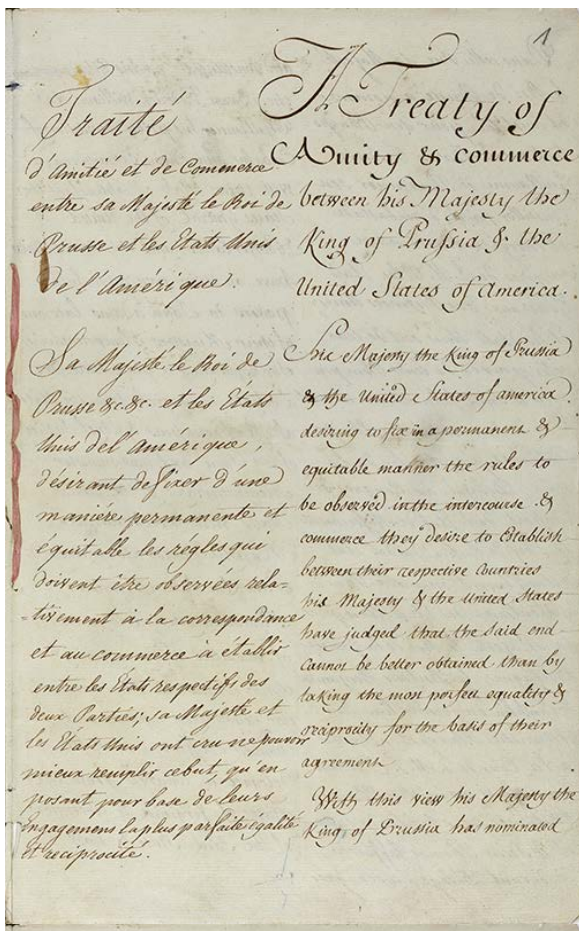 1
Traité
d'Amitié et de Commerce
entre sa Majesté le Roi de
Prusse et les Etats Unis
de l'Amérique.
Sa Majesté le Roi de
Prusse &c. &c. et les États
Unis de l'Amérique,
désirant de fixer d'une
maniére permanente et
équitable les régles qui
doivent être observées rela-
-tivement à la correspondance
et au commerce à établir
entre les Etats respectifs des
deux Parties; sa Majesté et
les Etats Unis ont cru ne pouvoir
mieux remplir ce but, qu'en
posant pour base de leurs
Engagemens la plus parfaite égalité
et reciprocité.
A Treaty of
Amity & Commerce
between his Majesty the
King of Prussia & the
United States of America.
His Majesty the King of Prussia
& the United States of america,
desiring to fix in a permanent &
equitable manner the rules to
be observed in the intercourse &
commerce they desire to Establish
between their respective Countries
his Majesty & the United States
have judged that the said end
Cannot be better obtained than by
taking the most perfect equality &
reciprocity for the basis of their
agreement
With this view his Majesty the
King of Prussia has nominated